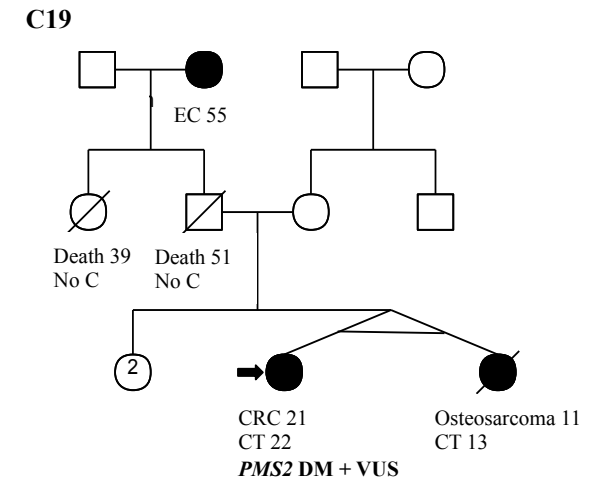 C19
EC 55
Death 39
No C
Death 51
No C
2
CRC 21
CT 22
PMS2 DM + VUS
Osteosarcoma 11
CT 13